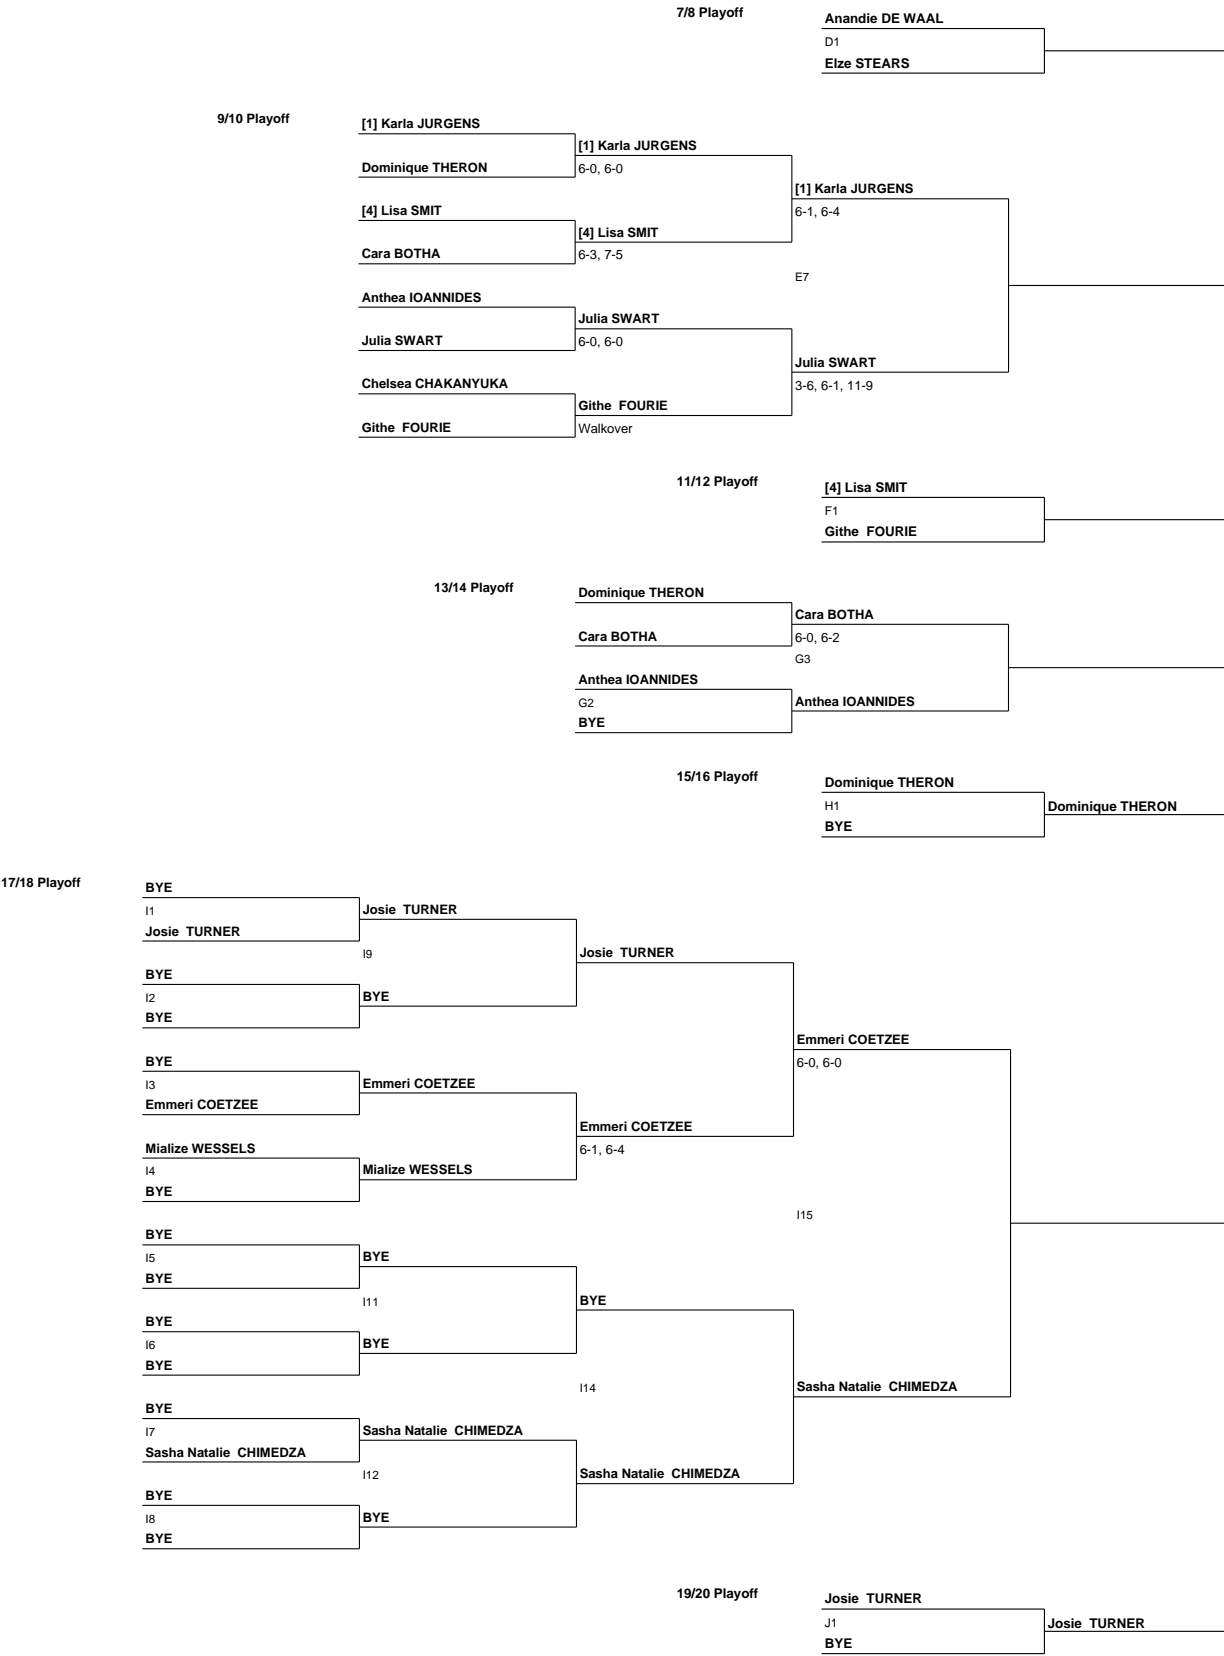 7/8 Playoff
Anandie DE WAAL
D1
Elze STEARS
9/10 Playoff
[1] Karla JURGENS
[1] Karla JURGENS
Dominique THERON
6-0, 6-0
[1] Karla JURGENS
[4] Lisa SMIT
6-1, 6-4
[4] Lisa SMIT
Cara BOTHA
6-3, 7-5
E7
Anthea IOANNIDES
Julia SWART
Julia SWART
6-0, 6-0
Julia SWART
Chelsea CHAKANYUKA
3-6, 6-1, 11-9
Githe FOURIE
Githe FOURIE
Walkover
11/12 Playoff
[4] Lisa SMIT
F1
Githe FOURIE
13/14 Playoff
Dominique THERON
Cara BOTHA
Cara BOTHA
6-0, 6-2
G3
Anthea IOANNIDES
G2
Anthea IOANNIDES
BYE
15/16 Playoff
Dominique THERON
H1
Dominique THERON
BYE
17/18 Playoff
BYE
I1
Josie TURNER
Josie TURNER
I9
Josie TURNER
BYE
I2
BYE
BYE
Emmeri COETZEE
BYE
6-0, 6-0
I3
Emmeri COETZEE
Emmeri COETZEE
Emmeri COETZEE
Mialize WESSELS
6-1, 6-4
I4
Mialize WESSELS
BYE
I15
BYE
I5
BYE
BYE
I11
BYE
BYE
I6
BYE
BYE
I14
Sasha Natalie CHIMEDZA
BYE
I7
Sasha Natalie CHIMEDZA
Sasha Natalie CHIMEDZA
I12
Sasha Natalie CHIMEDZA
BYE
I8
BYE
BYE
19/20 Playoff
Josie TURNER
J1
Josie TURNER
BYE